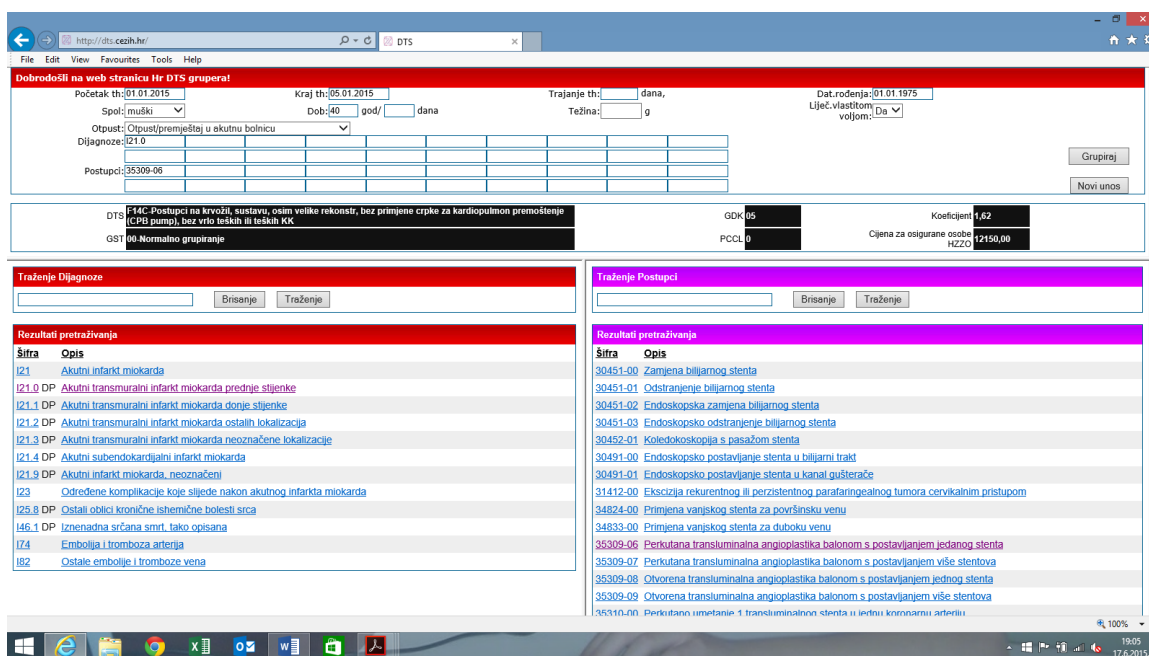 http://dts.cezih.hr/
DTS
File Edit View Favourites Tools Help
Dobrodošli na web stranicu Hr DTS grupera!
Početak th: 01.01.2015 Kraj th: 05.01.2015 Trajanje th: dana, Dat.rođenja: 01.01.1975
Spol: muški Dob: 40 god/ dana Težina: g Liječ.vlastitom voljom: Da
Otpust: Otpust/premještaj u akutnu bolnicu
Dijagnoze: I21.0
Grupiraj
Postupci: 35309-06
Novi unos
DTS F14C-Postupci na krvožil, sustavu, osim velike rekonstr, bez primjene crpke za kardiopulmon premoštenje
(CPB pump), bez vrlo teških ili teških KK
GDK 05 Koeficijent 1,62
GST 00-Normalno grupiranje PCCL 0 Cijena za osigurane osobe HZZO 12150,00
Traženje Dijagnoze
Brisanje Traženje
Rezultati pretraživanja
Šifra Opis
I21 Akutni infarkt miokarda
I21.0 DP Akutni transmuralni infarkt miokarda prednje stijenke
I21.1 DP Akutni transmuralni infarkt miokarda donje stijenke
I21.2 DP Akutni transmuralni infarkt miokarda ostalih lokalizacija
I21.3 DP Akutni transmuralni infarkt miokarda neoznačene lokalizacije
I21.4 DP Akutni subendokardijalni infarkt miokarda
I21.9 DP Akutni infarkt miokarda, neoznačeni
I23 Određene komplikacije koje slijede nakon akutnog infarkta miokarda
I25.8 DP Ostali oblici kronične ishemične bolesti srca
I46.1 DP Iznenadna srčana smrt, tako opisana
I74 Embolija i tromboza arterija
I82 Ostale embolije i tromboze vena
Traženje Postupci
Brisanje Traženje
Rezultati pretraživanja
Šifra Opis
30451-00 Zamjena bilijarnog stenta
30451-01 Odstranjenje bilijarnog stenta
30451-02 Endoskopska zamjena bilijarnog stenta
30451-03 Endoskopsko odstranjenje bilijarnog stenta
30452-01 Koledokoskopija s pasažom stenta
30491-00 Endoskopsko postavljanje stenta u bilijarni trakt
30491-01 Endoskopsko postavljanje stenta u kanal gušterače
31412-00 Ekscizija rekurentnog ili perzistentnog parafaringealnog tumora cervikalnim pristupom
34824-00 Primjena vanjskog stenta za površinsku venu
34833-00 Primjena vanjskog stenta za duboku venu
35309-06 Perkutana transluminalna angioplastika balonom s postavljanjem jedanog stenta
35309-07 Perkutana transluminalna angioplastika balonom s postavljanjem više stentova
35309-08 Otvorena transluminalna angioplastika balonom s postavljanjem jednog stenta
35309-09 Otvorena transluminalna angioplastika balonom s postavljanjem više stentova
35310-00 Perkutano umetanje 1 transluminalnog stenta u jednu koronarnu arteriju
100%
19:05
17.6.2015